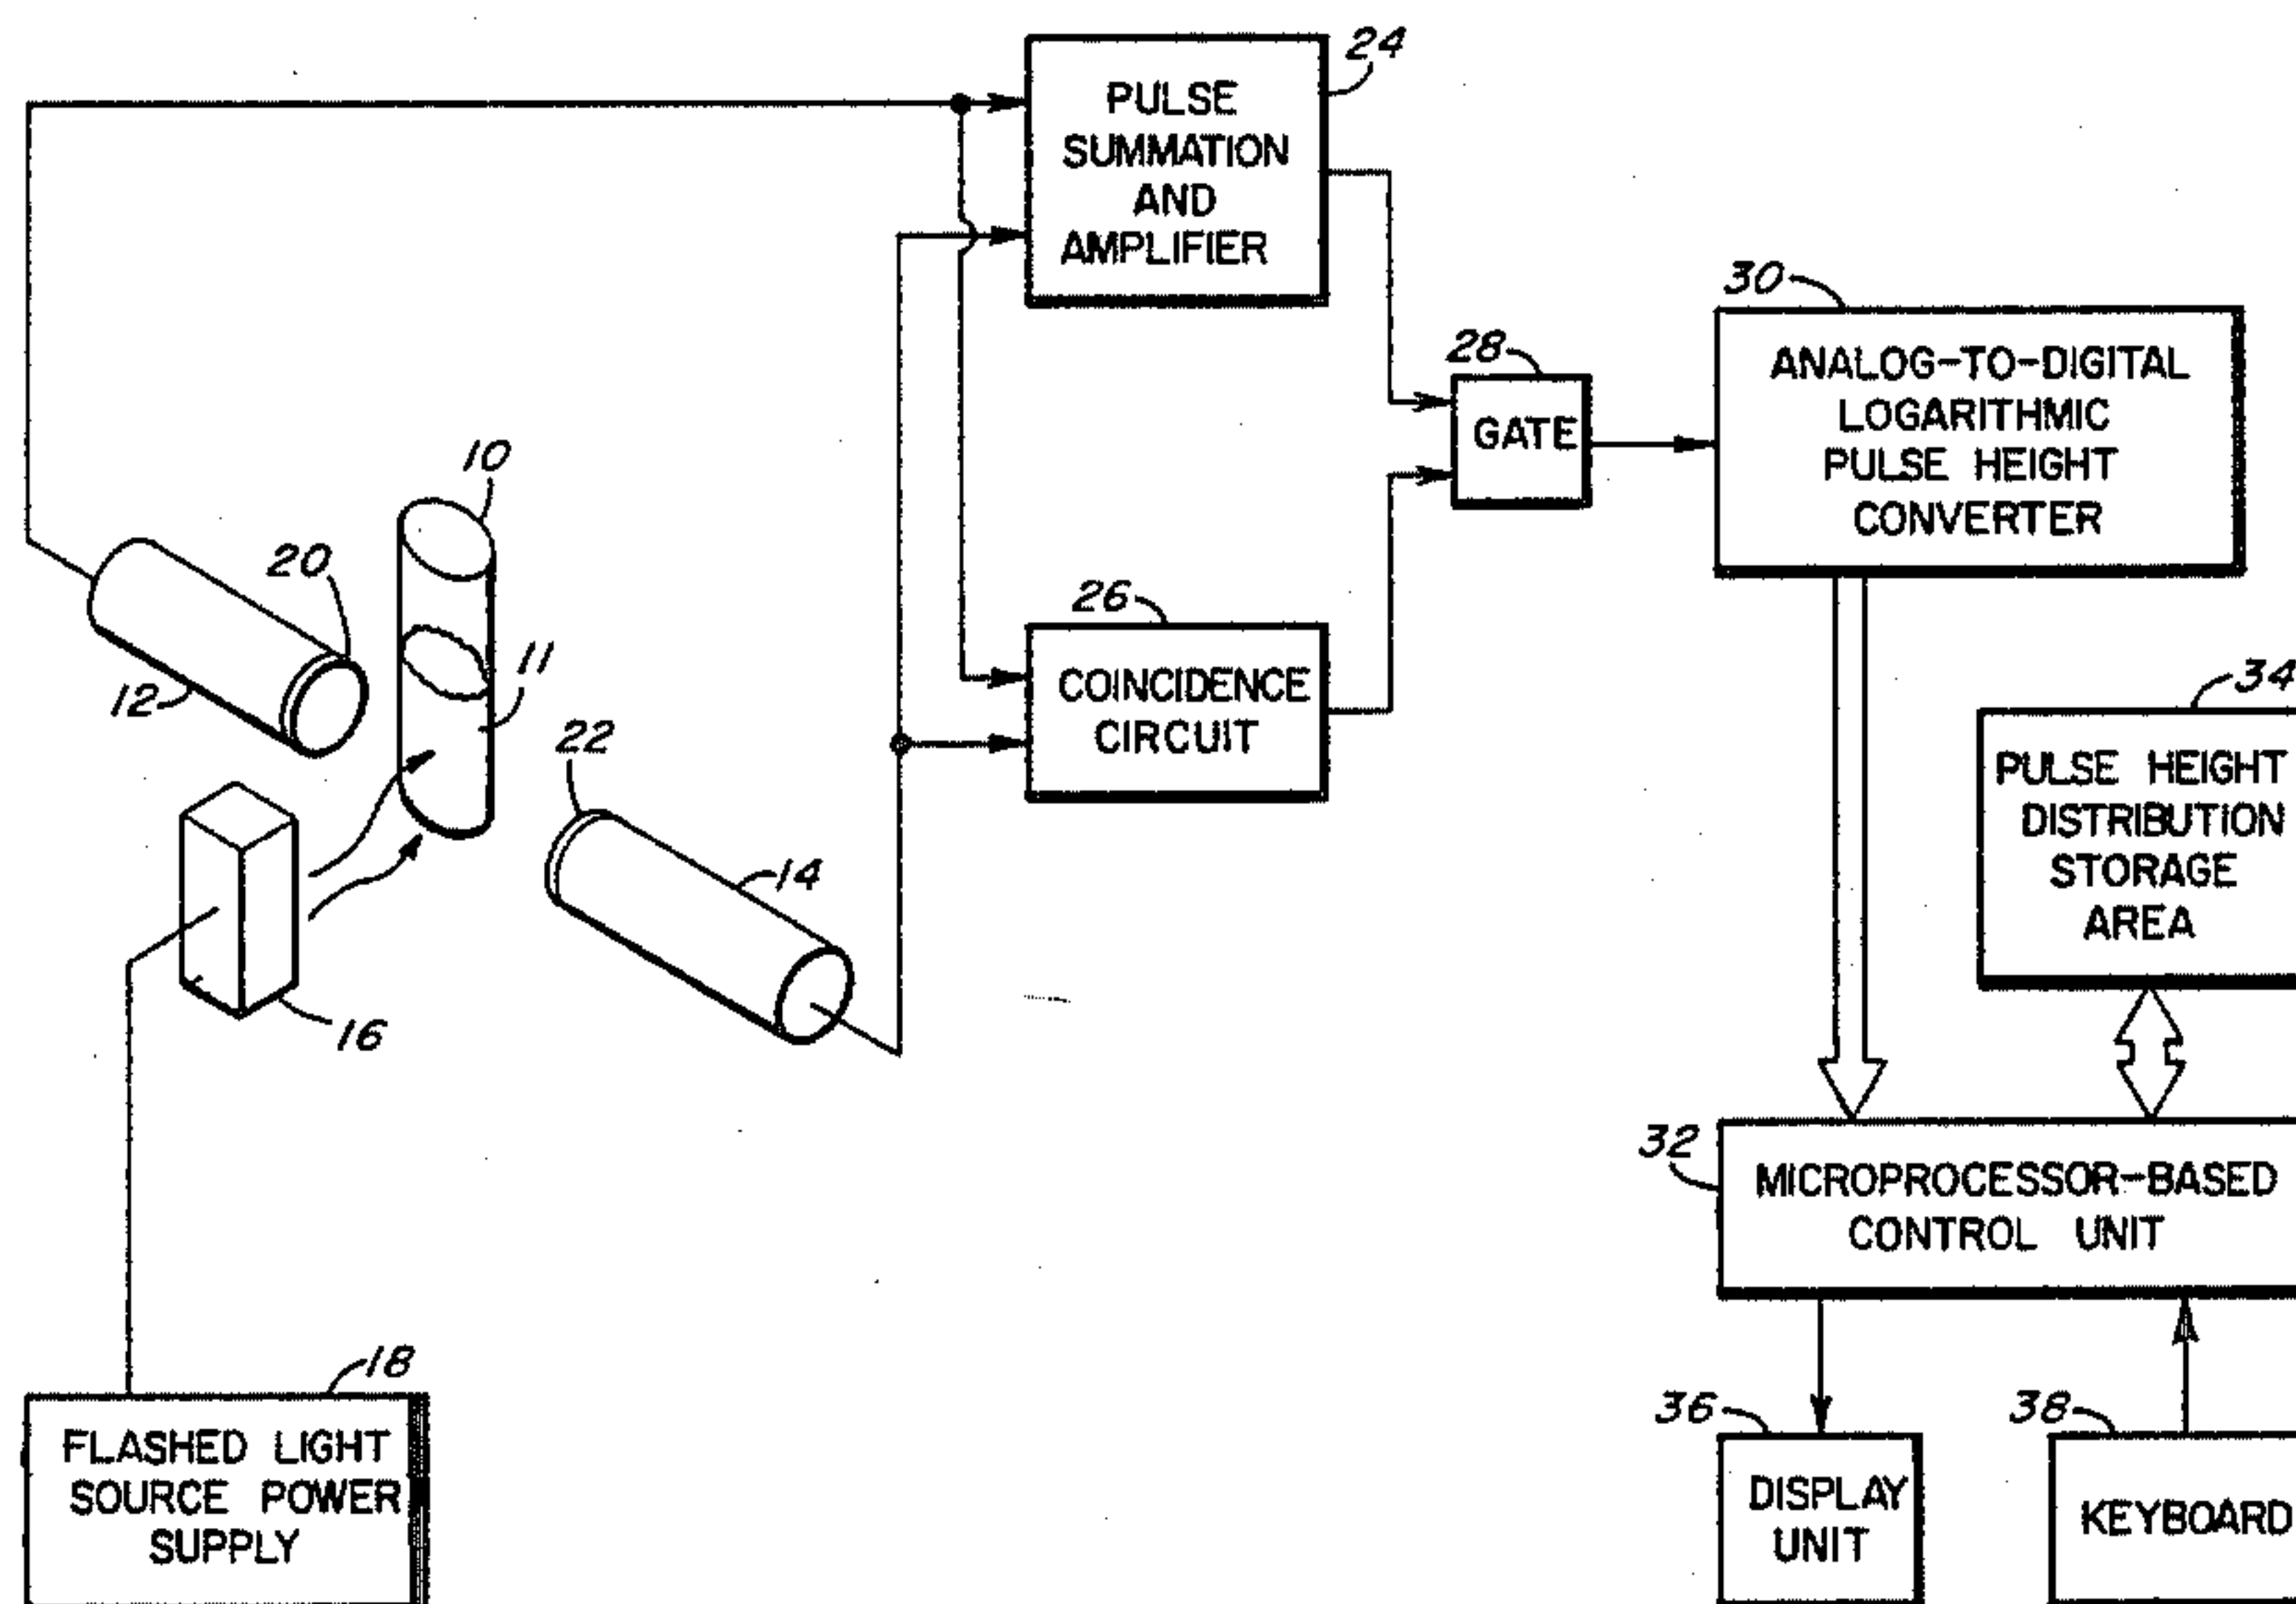 24
PULSE
SUMMATION
AND
AMPLIFIER
30
ANALOG-TO-DIGITAL
LOGARITHMIC
PULSE HEIGHT
CONVERTER
28
GATE
10
20
11
12
26
COINCIDENCE
CIRCUIT
22
14
16
34
PULSE HEIGHT
DISTRIBUTION
STORAGE
AREA
32
MICROPROCESSOR-BASED
CONTROL UNIT
18
FLASHED LIGHT
SOURCE POWER
SUPPLY
36
DISPLAY
UNIT
38
KEYBOARD